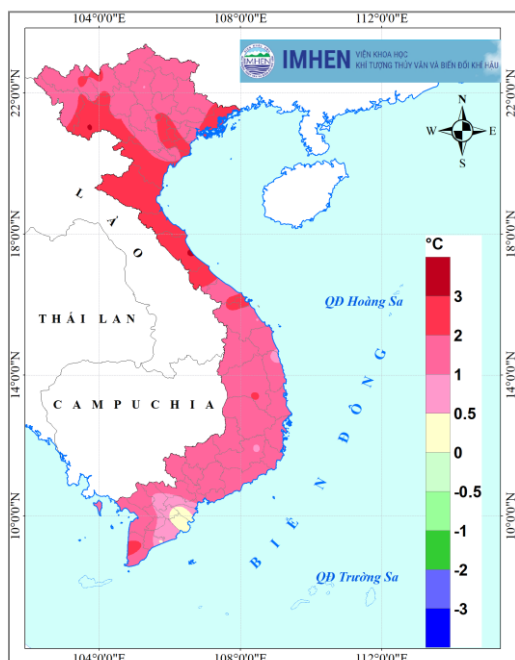 104°0'0"E 108°0'0"E 112°0'0"E
IMHEN
IMHEN
VIỆN KHOA HỌC
KHÍ TƯỢNG THỦY VĂN VÀ BIẾN ĐỔI KHÍ HẬU
22°0'0"N 22°0'0"N
N
W E
S
LÀO
18°0'0"N 18°0'0"N
°C
3
QĐ Hoàng Sa
THÁI LAN
2
1
14°0'0"N 14°0'0"N
CAMPUCHIA
0.5
0
-0.5
10°0'0"N 10°0'0"N
-1
BIỂN ĐÔNG
-2
QĐ Trường Sa
-3
104°0'0"E 108°0'0"E 112°0'0"E